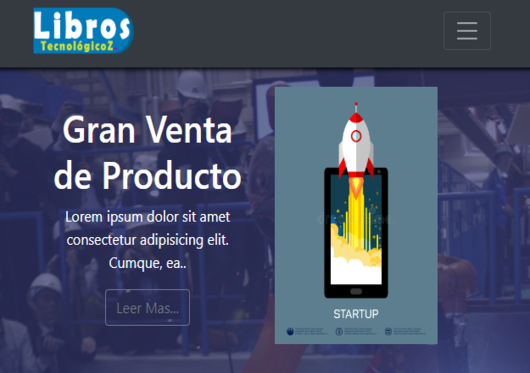 Libros
TecnológicoZ
Gran Venta
de Producto
Lorem ipsum dolor sit amet
consectetur adipisicing elit.
Cumque, ea..
Leer Mas...
STARTUP